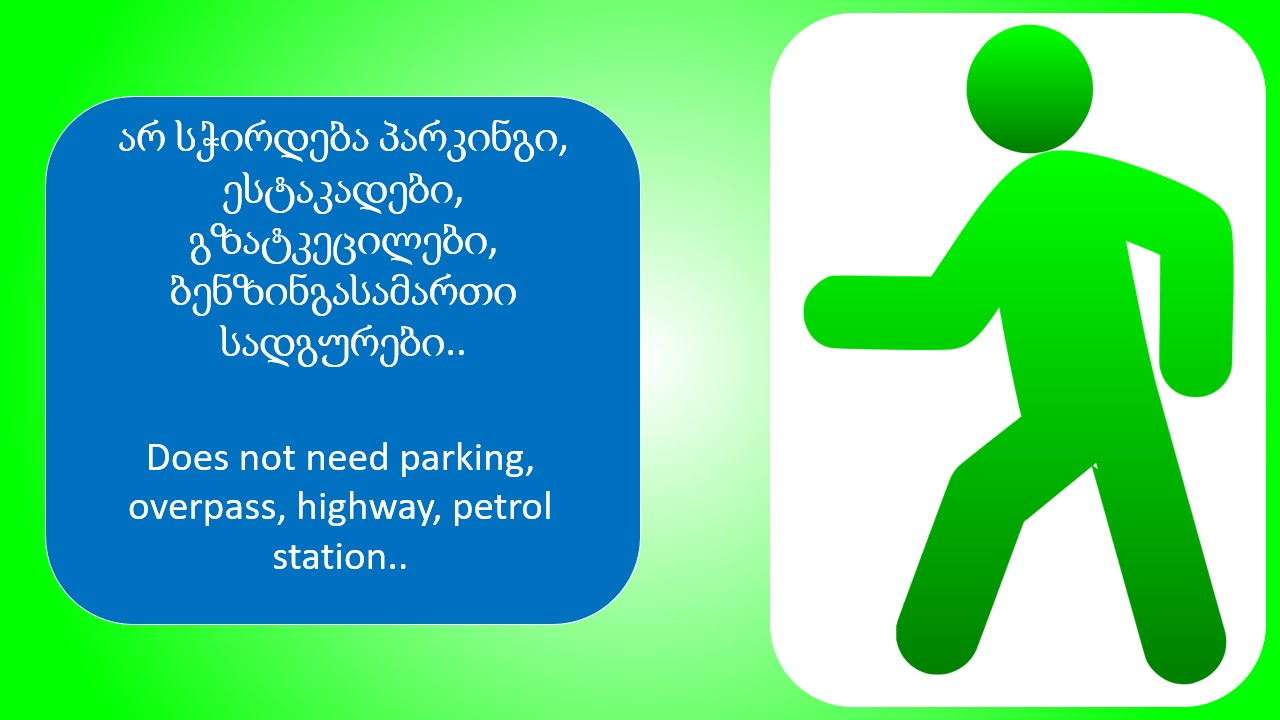 არ სჭირდება პარკინგი,
ესტაკადები,
გზატკეცილები,
ბენზინგასამართი
სადგურები..
Does not need parking,
overpass, highway, petrol
station..